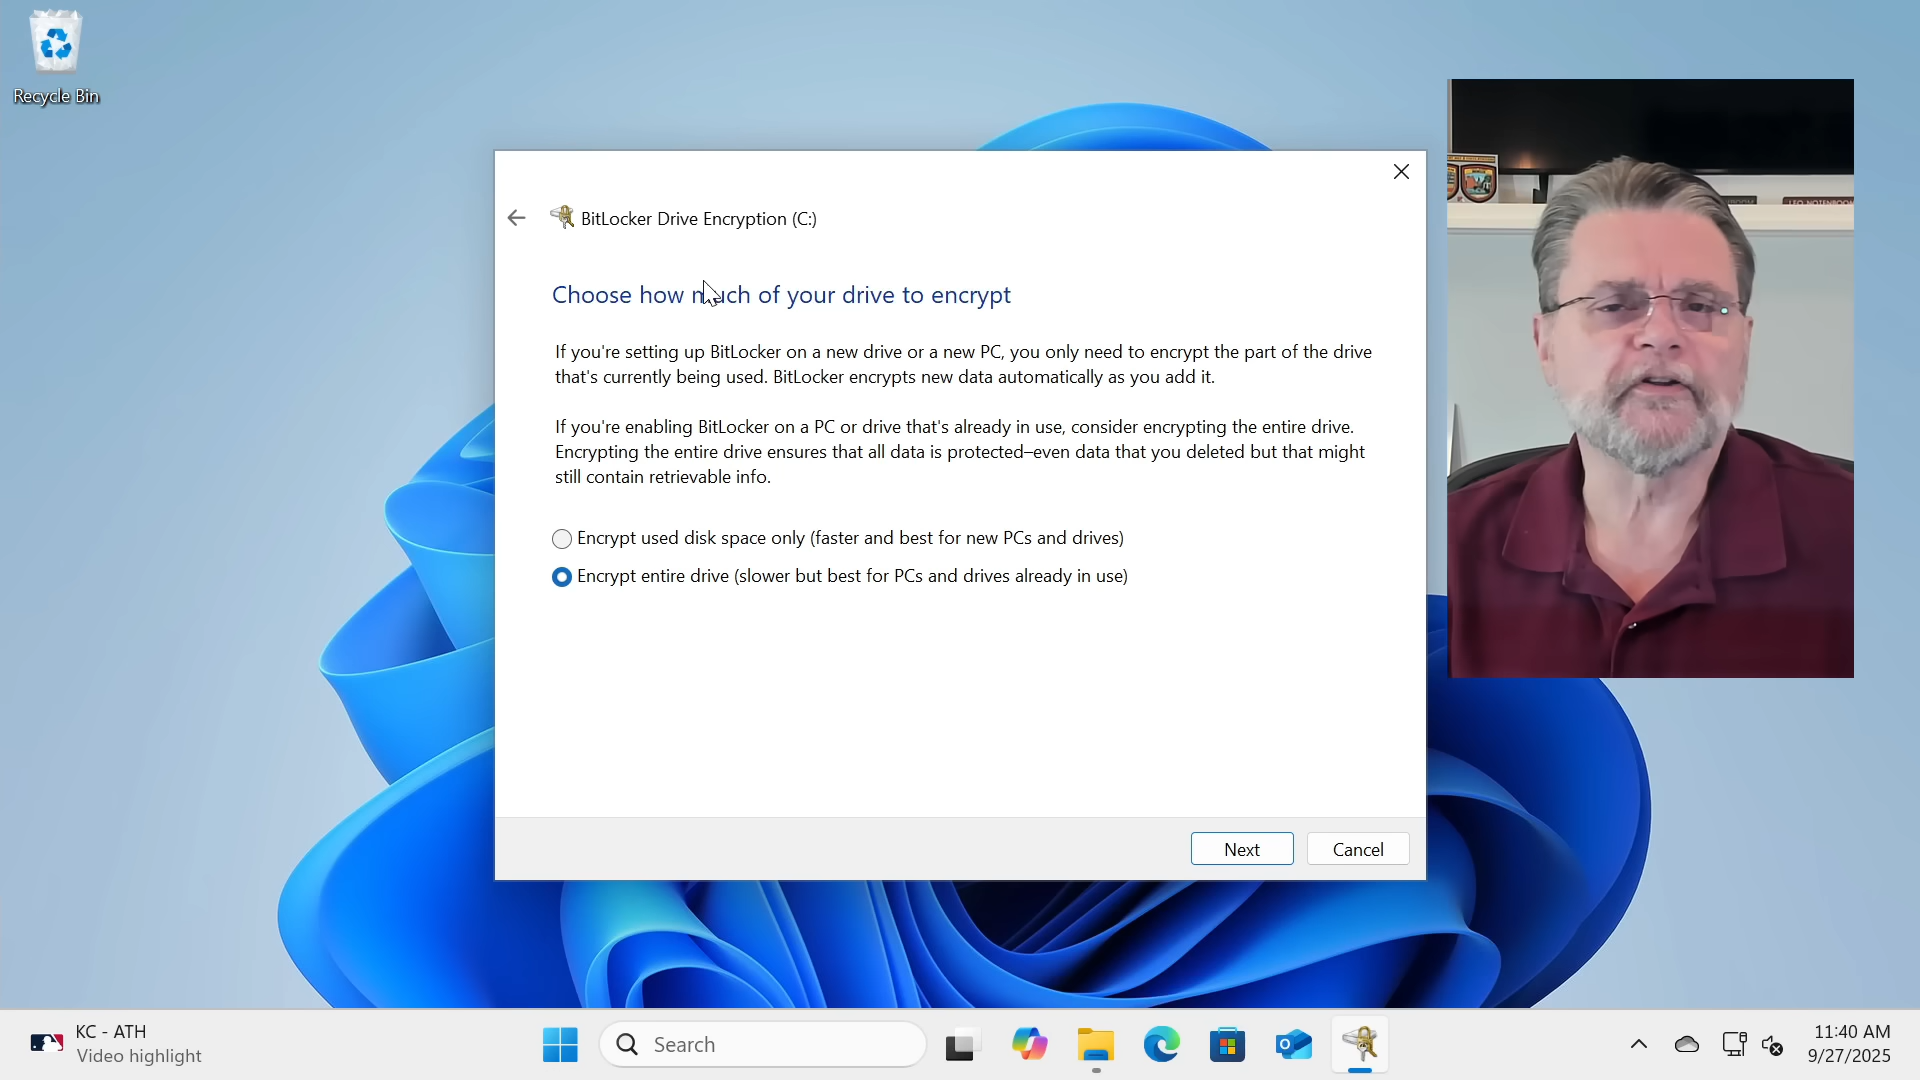 Recycle Bin
BitLocker Drive Encryption (C:)
Choose how much of your drive to encrypt
If you're setting up BitLocker on a new drive or a new PC, you only need to encrypt the part of the drive
that's currently being used. BitLocker encrypts new data automatically as you add it.
If you're enabling BitLocker on a PC or drive that's already in use, consider encrypting the entire drive.
Encrypting the entire drive ensures that all data is protected–even data that you deleted but that might
still contain retrievable info.
Encrypt used disk space only (faster and best for new PCs and drives)
Encrypt entire drive (slower but best for PCs and drives already in use)
Next
Cancel
KC - ATH
Video highlight
Search
11:40 AM
9/27/2025